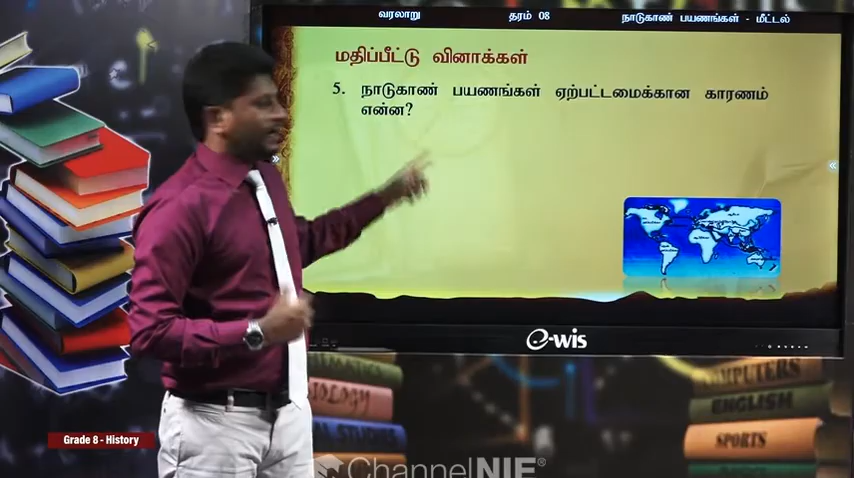 வரலாறு தரம் 08 நாடுகாண் பயணங்கள் - மீட்டல்
மதிப்பீட்டு வினாக்கள்
5. நாடுகாண் பயணங்கள் ஏற்பட்டமைக்கான காரணம்
என்ன?
e-wis
COMPUTERS
ENGLISH
SPORTS
Grade 8 - History
ChannelNIE®